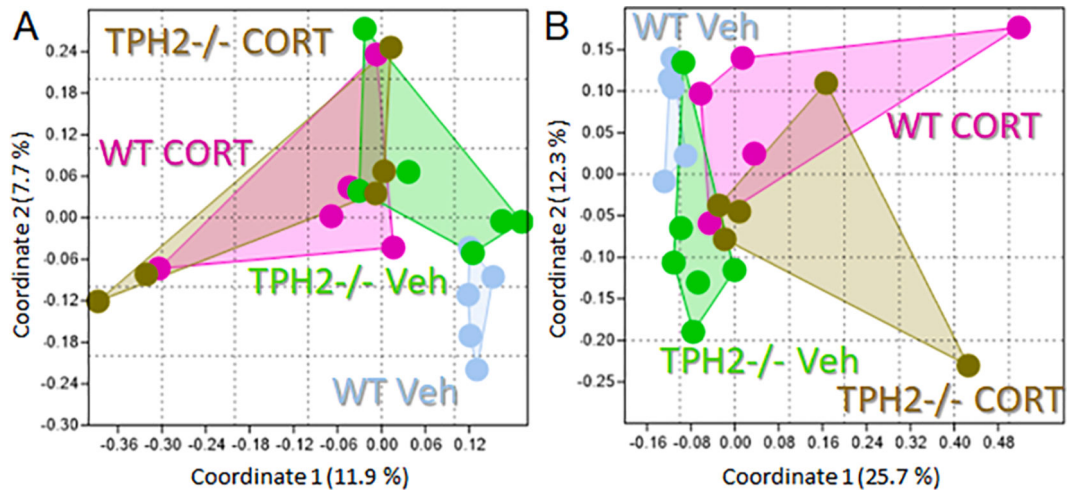 A
TPH2-/- CORT
WT CORT
TPH2-/- Veh
WT Veh
Coordinate 2 (7.7 %)
0.24
0.18
0.12
0.06
0.00
-0.06
-0.12
-0.18
-0.24
-0.30
-0.36 -0.30 -0.24 -0.18 -0.12 -0.06 0.00 0.06 0.12
Coordinate 1 (11.9 %)
B
WT Veh
WT CORT
TPH2-/- Veh
TPH2-/- CORT
Coordinate 2 (12.3 %)
0.15
0.10
0.05
0.00
-0.05
-0.10
-0.15
-0.20
-0.25
-0.16 -0.08 0.00 0.08 0.16 0.24 0.32 0.40 0.48
Coordinate 1 (25.7 %)